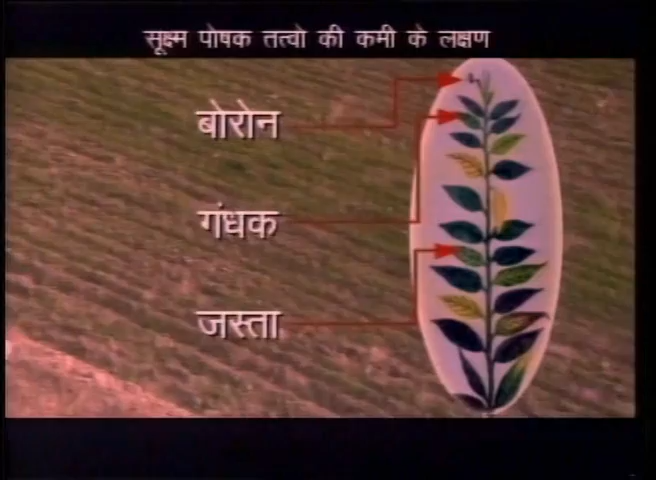 सूक्ष्म पोषक तत्वो की कमी के लक्षण
बोरोन
गंधक
जस्ता